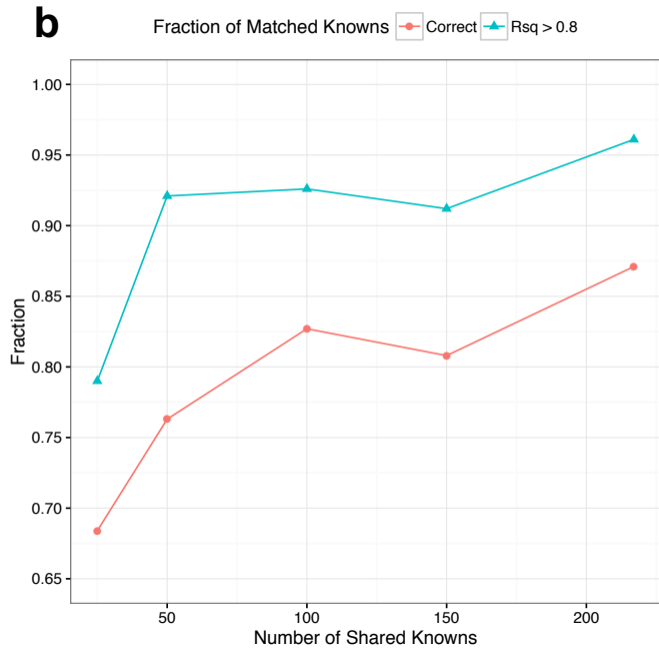 b
Fraction of Matched Knowns Correct Rsq > 0.8
1.00
0.95
0.90
0.85
0.80
0.75
0.70
0.65
Fraction
50 100 150 200
Number of Shared Knowns